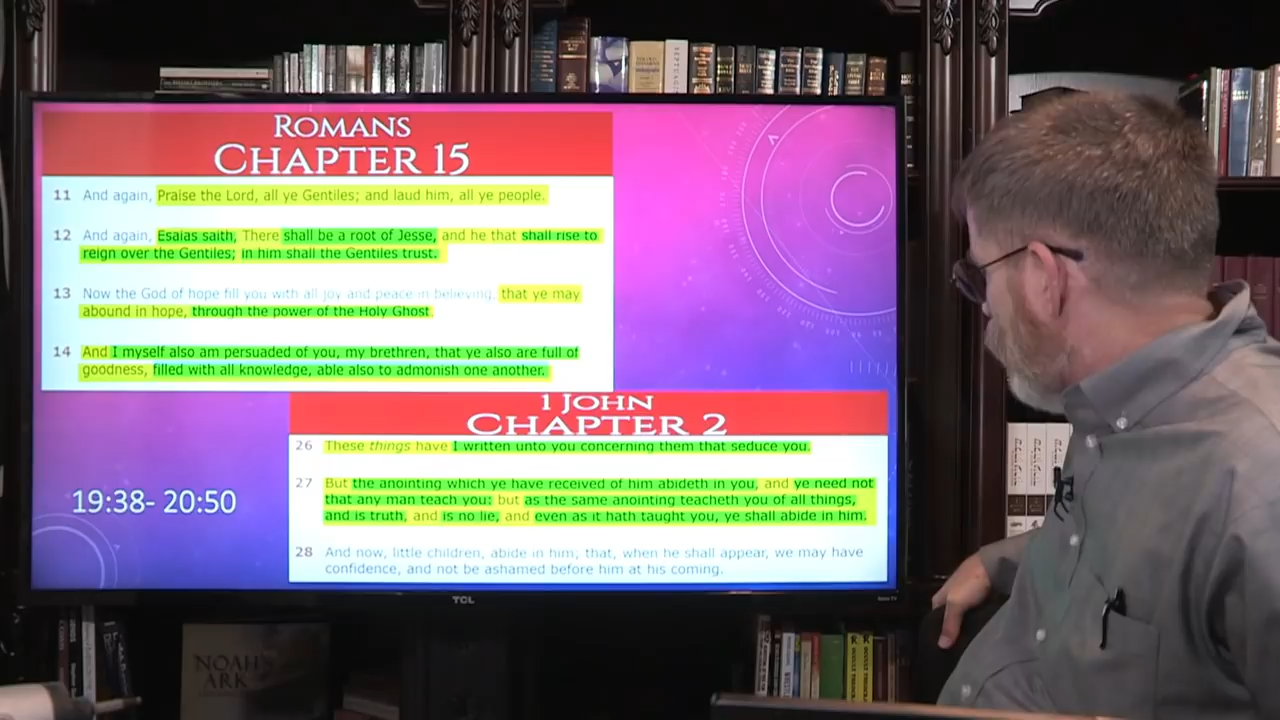 SEPTUAGINT
ROMANS
CHAPTER 15
11 And again, Praise the Lord, all ye Gentiles; and laud him, all ye people.
12 And again, Esaias saith, There shall be a root of Jesse, and he that shall rise to
reign over the Gentiles; in him shall the Gentiles trust.
13 Now the God of hope fill you with all joy and peace in believing, that ye may
abound in hope, through the power of the Holy Ghost.
14 And I myself also am persuaded of you, my brethren, that ye also are full of
goodness, filled with all knowledge, able also to admonish one another.
1 JOHN
CHAPTER 2
26 These things have I written unto you concerning them that seduce you.
27 But the anointing which ye have received of him abideth in you, and ye need not
that any man teach you: but as the same anointing teacheth you of all things,
and is truth, and is no lie, and even as it hath taught you, ye shall abide in him.
28 And now, little children, abide in him; that, when he shall appear, we may have
confidence, and not be ashamed before him at his coming.
19:38- 20:50
TCL
NOAH'S
ARK